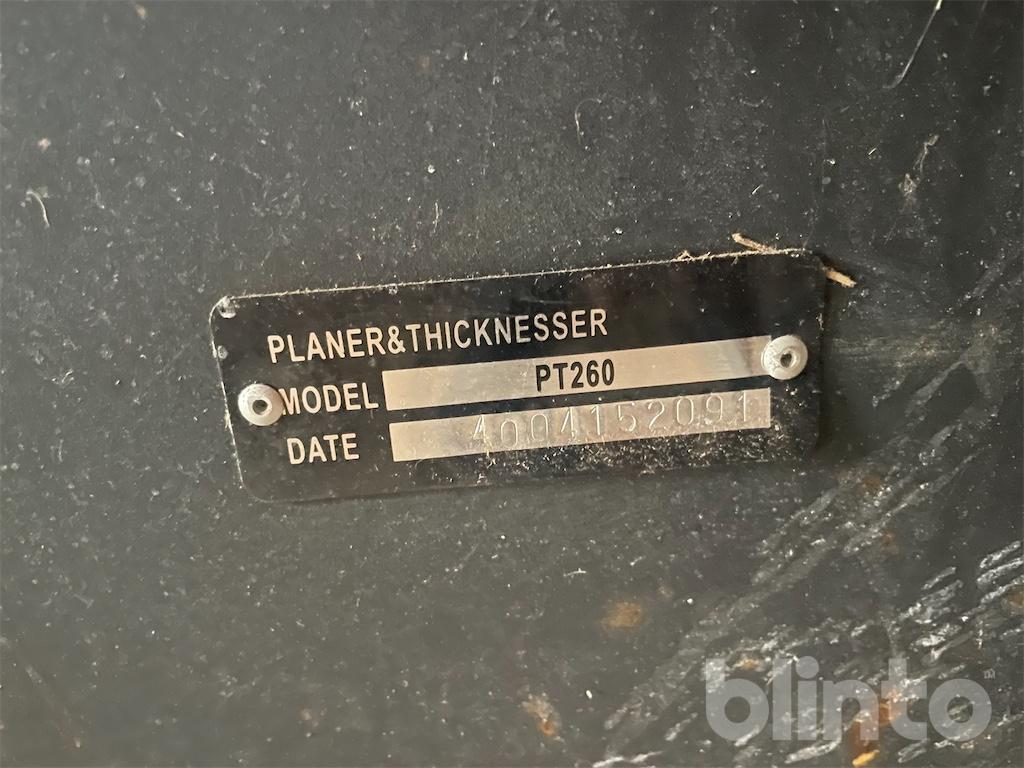 PLANER&THICKNESSER
MODEL PT260
DATE 4004152091
blinto